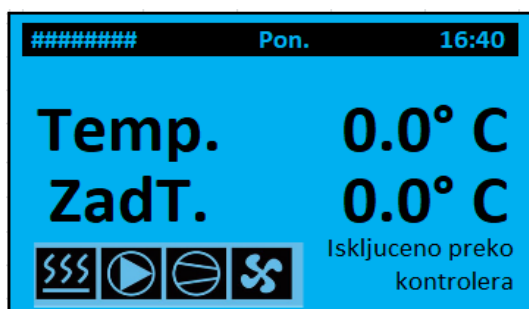 ######## Pon. 16:40
Temp. 0.0° C
ZadT. 0.0° C
Iskljuceno preko
kontrolera